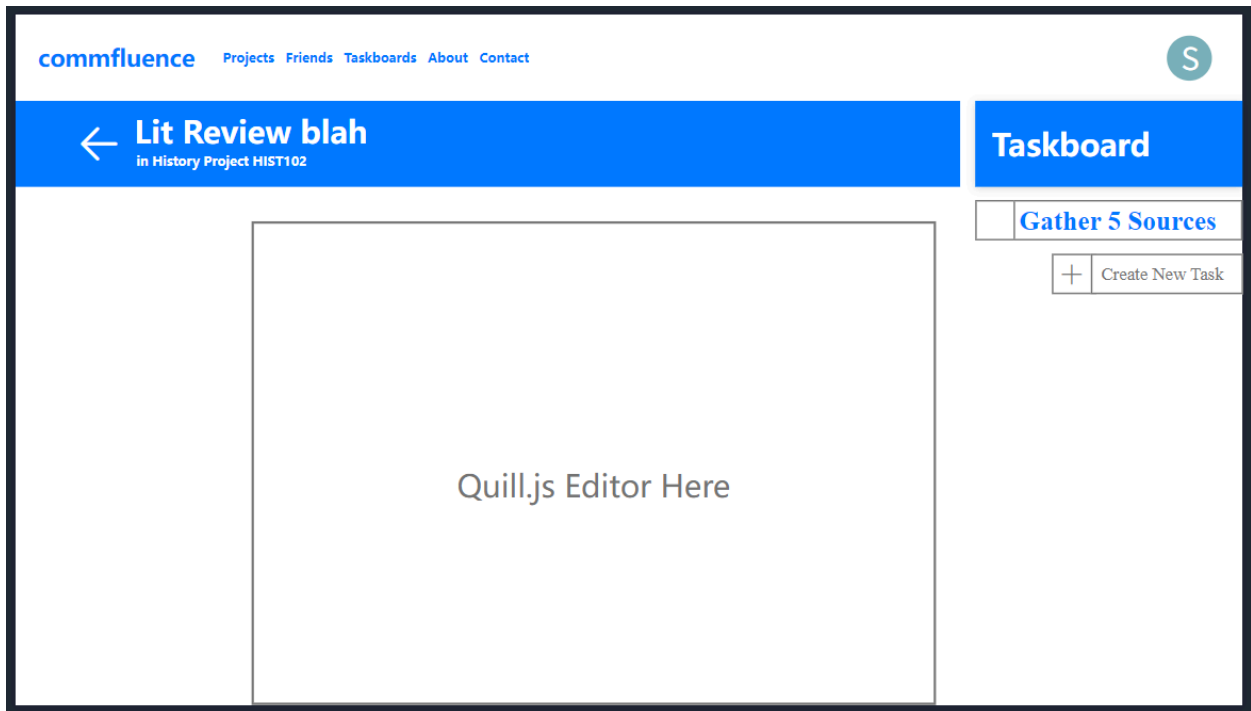 commfluence Projects Friends Taskboards About Contact S
Lit Review blah
in History Project HIST102
Taskboard
Gather 5 Sources
Create New Task
Quill.js Editor Here